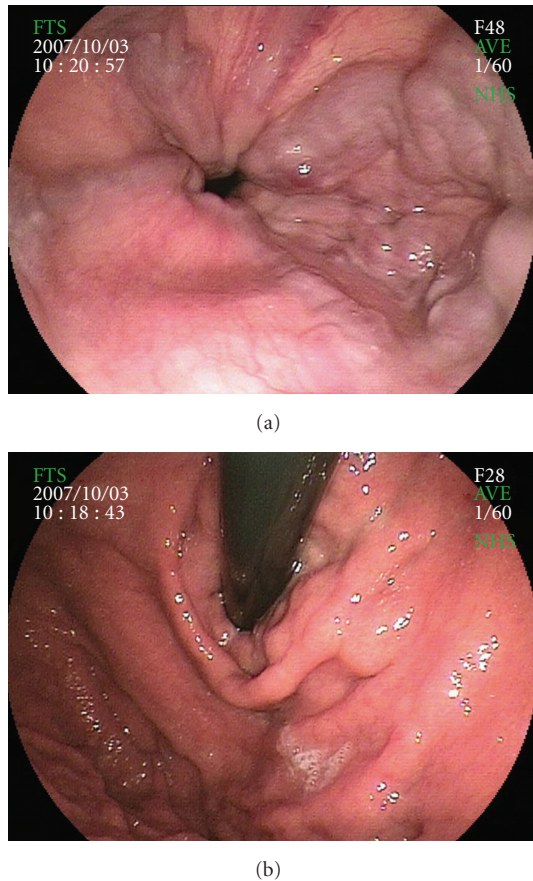 FTS
2007/10/03
10 : 20 : 57
F48
AVE
1/60
NHS
(a)
FTS
2007/10/03
10 : 18 : 43
F28
AVE
1/60
NHS
(b)